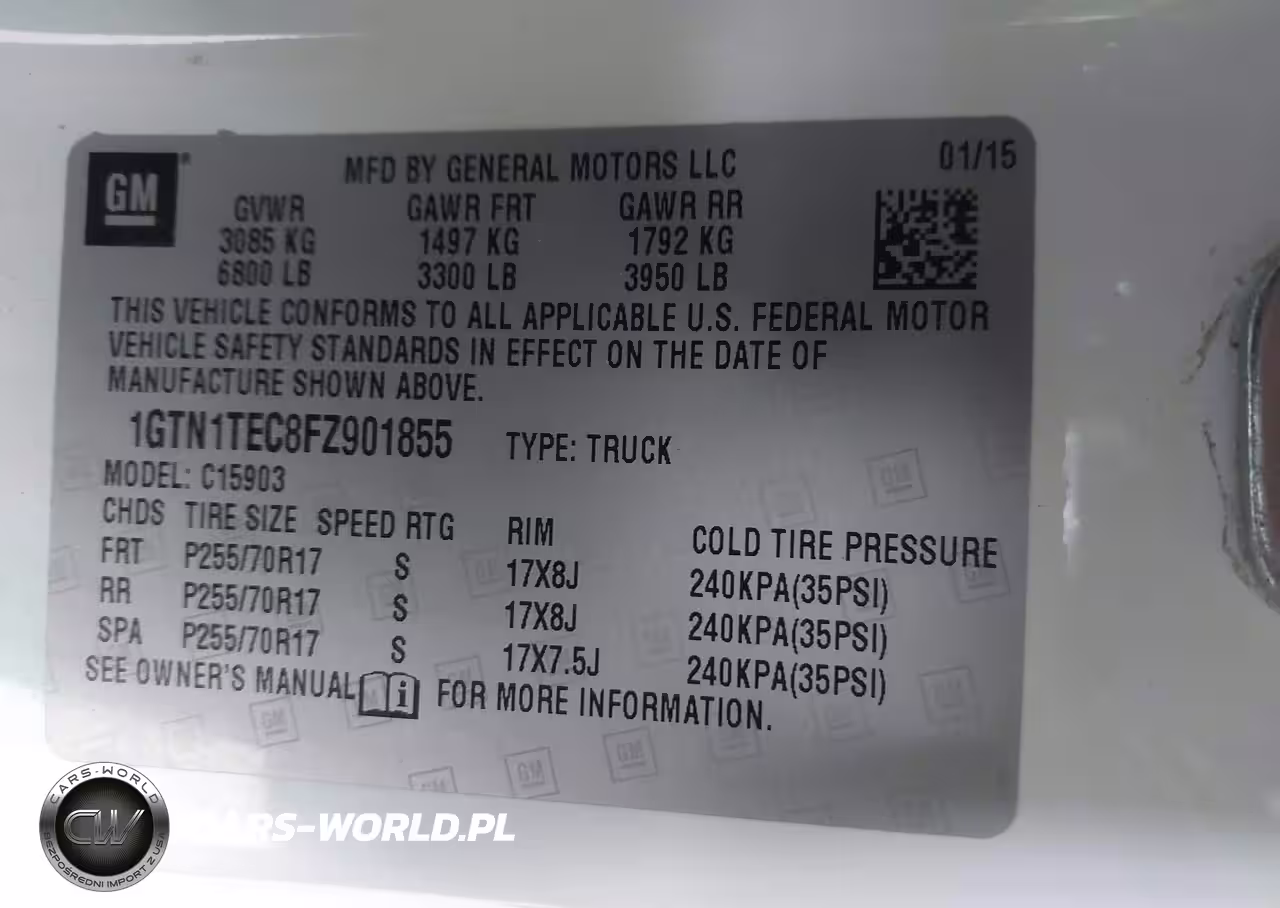 GM
MFD BY GENERAL MOTORS LLC 01/15
GVWR GAWR FRT GAWR RR
3085 KG 1497 KG 1792 KG
6800 LB 3300 LB 3950 LB
THIS VEHICLE CONFORMS TO ALL APPLICABLE U.S. FEDERAL MOTOR
VEHICLE SAFETY STANDARDS IN EFFECT ON THE DATE OF
MANUFACTURE SHOWN ABOVE.
1GTN1TEC8FZ901855 TYPE: TRUCK
MODEL: C15903
CHDS TIRE SIZE SPEED RTG RIM COLD TIRE PRESSURE
FRT P255/70R17 S 17X8J 240KPA(35PSI)
RR P255/70R17 S 17X8J 240KPA(35PSI)
SPA P255/70R17 S 17X7.5J 240KPA(35PSI)
SEE OWNER'S MANUAL i FOR MORE INFORMATION.
CARS-WORLD
CW
BEZPOŚREDNI IMPORT Z USA
CARS-WORLD.PL